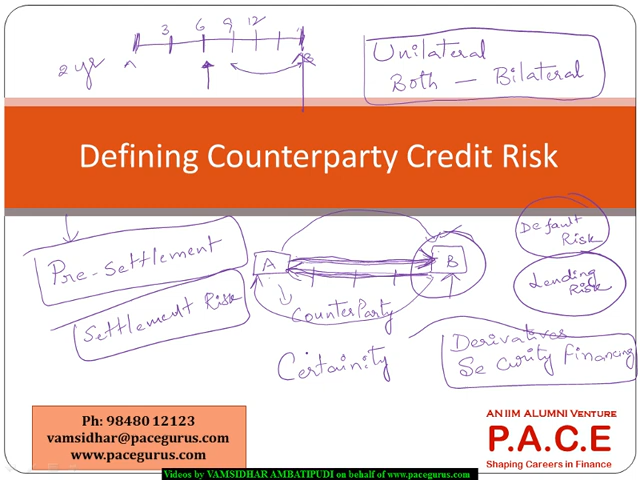 3 6 9 12
2 yr
Unilateral
Both — Bilateral
Defining Counterparty Credit Risk
Pre-Settlement
Settlement Risk
A
B
CounterParty
Certainity
Default
Risk
Lending
Risk
Derivatives
Security Financing
Ph: 98480 12123
vamsidhar@pacegurus.com
www.pacegurus.com
AN IIM ALUMNI VENTURE
P.A.C.E
Shaping Careers in Finance
Videos by VAMSIDHAR AMBATIPUDI on behalf of www.pacegurus.com